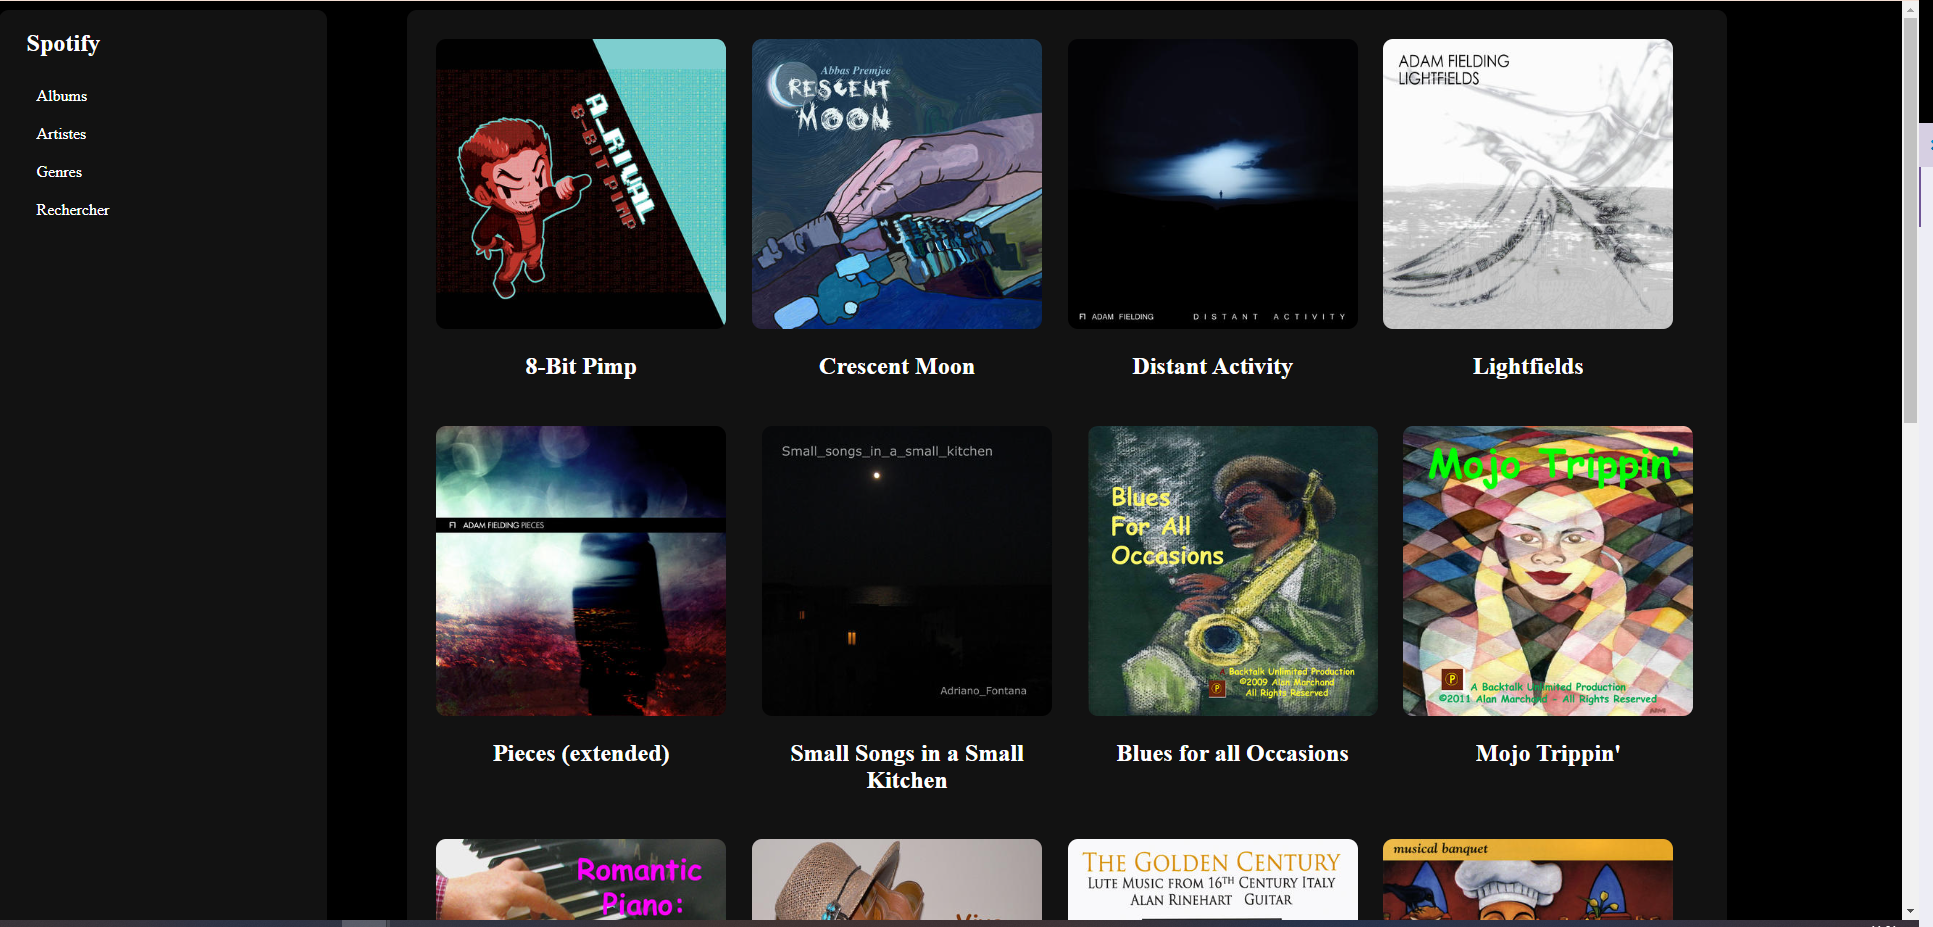 Spotify
Albums
Artistes
Genres
Rechercher
A-RIVAL
8-BIT PIMP
Abbas Premjee
CRESCENT
MOON
ADAM FIELDING
DISTANT ACTIVITY
ADAM FIELDING
LIGHTFIELDS
8-Bit Pimp
Crescent Moon
Distant Activity
Lightfields
ADAM FIELDING PIECES
Small_songs_in_a_small_kitchen
Adriano_Fontana
Blues
For All
Occasions
Backtalk Unlimited Production
©2009 Alan Marchand
All Rights Reserved
Mojo Trippin'
A Backtalk Unlimited Production
©2011 Alan Marchand - All Rights Reserved
Pieces (extended)
Small Songs in a Small
Kitchen
Blues for all Occasions
Mojo Trippin'
Romantic
Piano:
THE GOLDEN CENTURY
LUTE MUSIC FROM 16TH CENTURY ITALY
ALAN RINEHART GUITAR
musical banquet